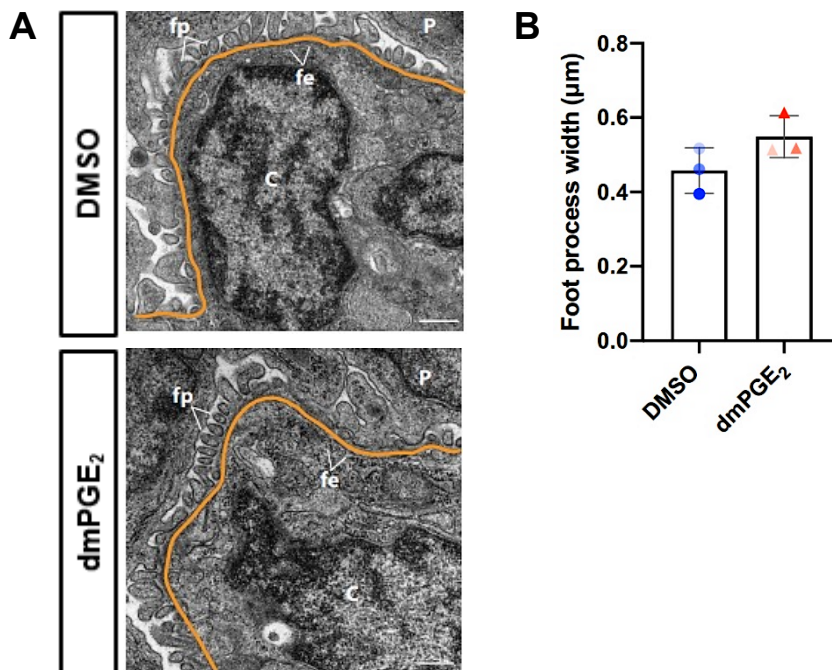 A
DMSO
fp
P
fe
C
dmPGE₂
fp
P
fe
C
B
Foot process width (μm)
0.8
0.6
0.4
0.2
0.0
DMSO
dmPGE₂